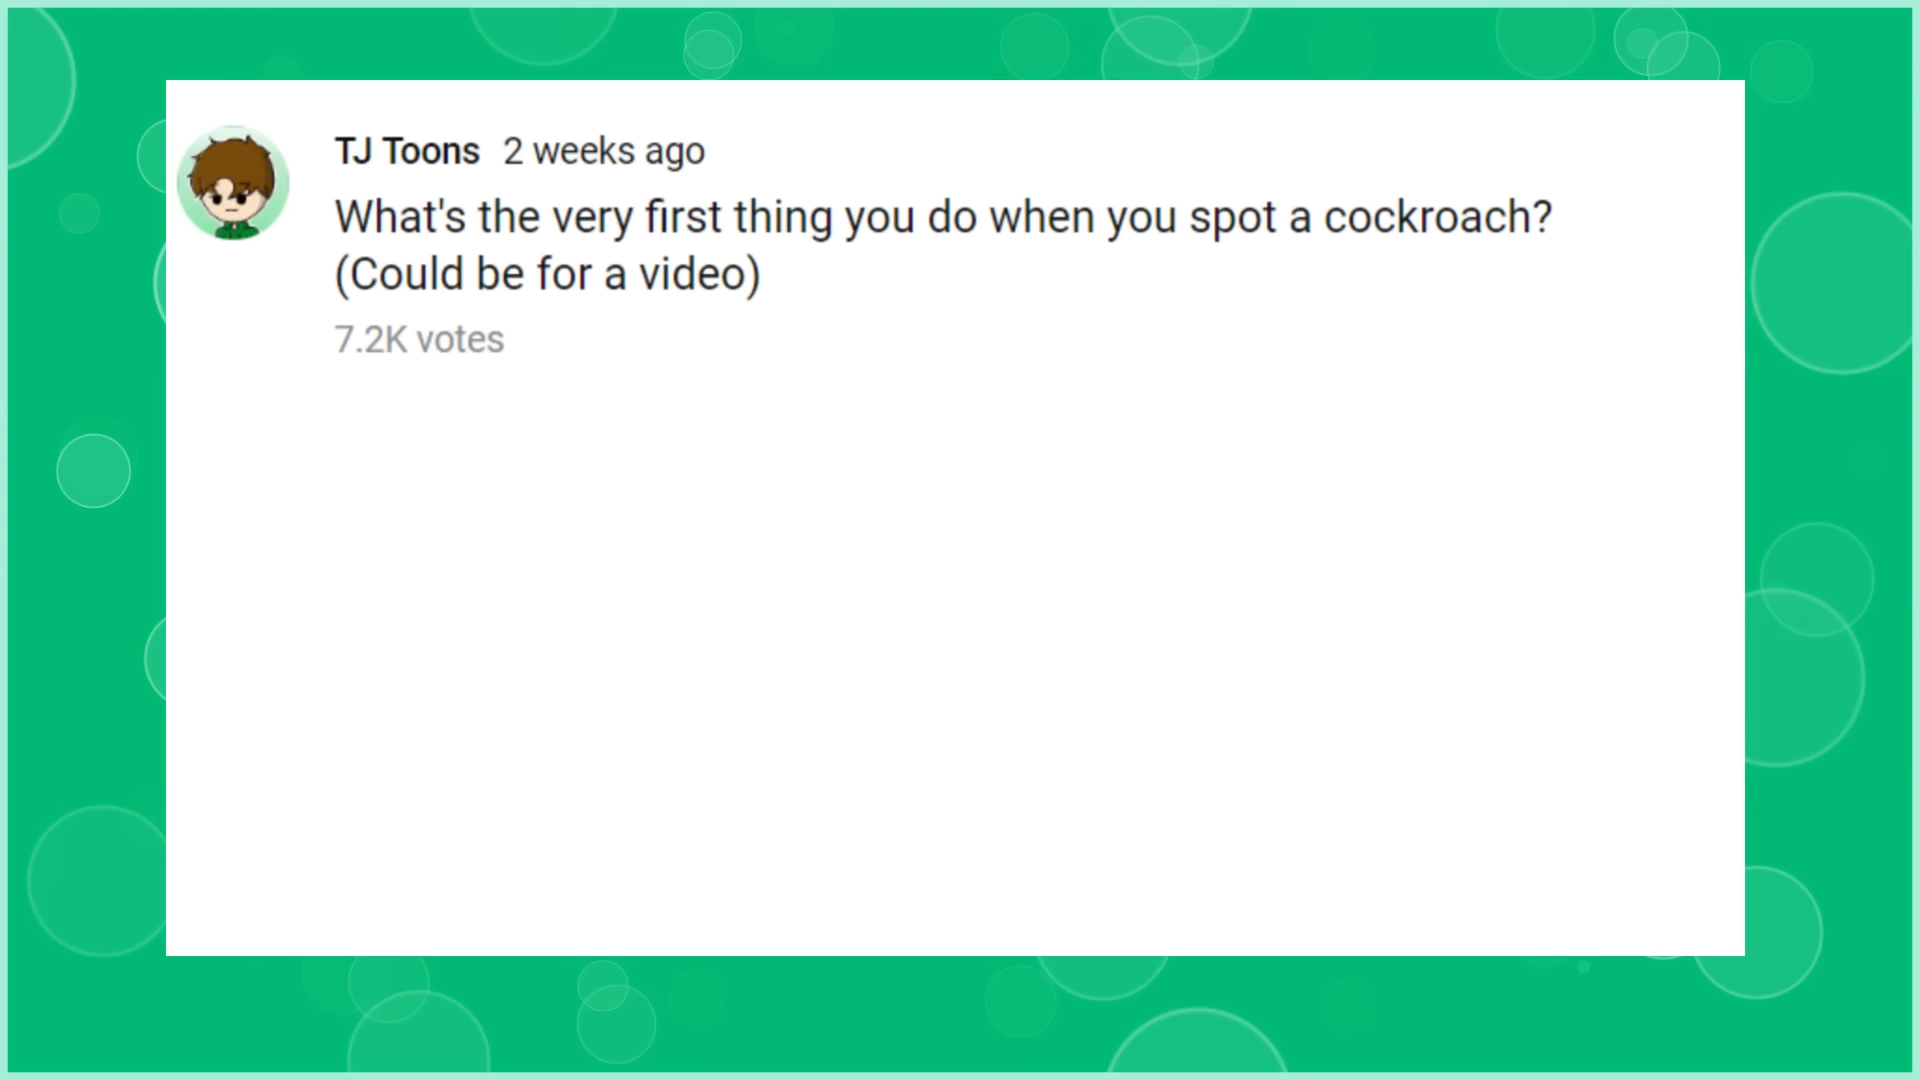 TJ Toons 2 weeks ago
What's the very first thing you do when you spot a cockroach?
(Could be for a video)
7.2K votes